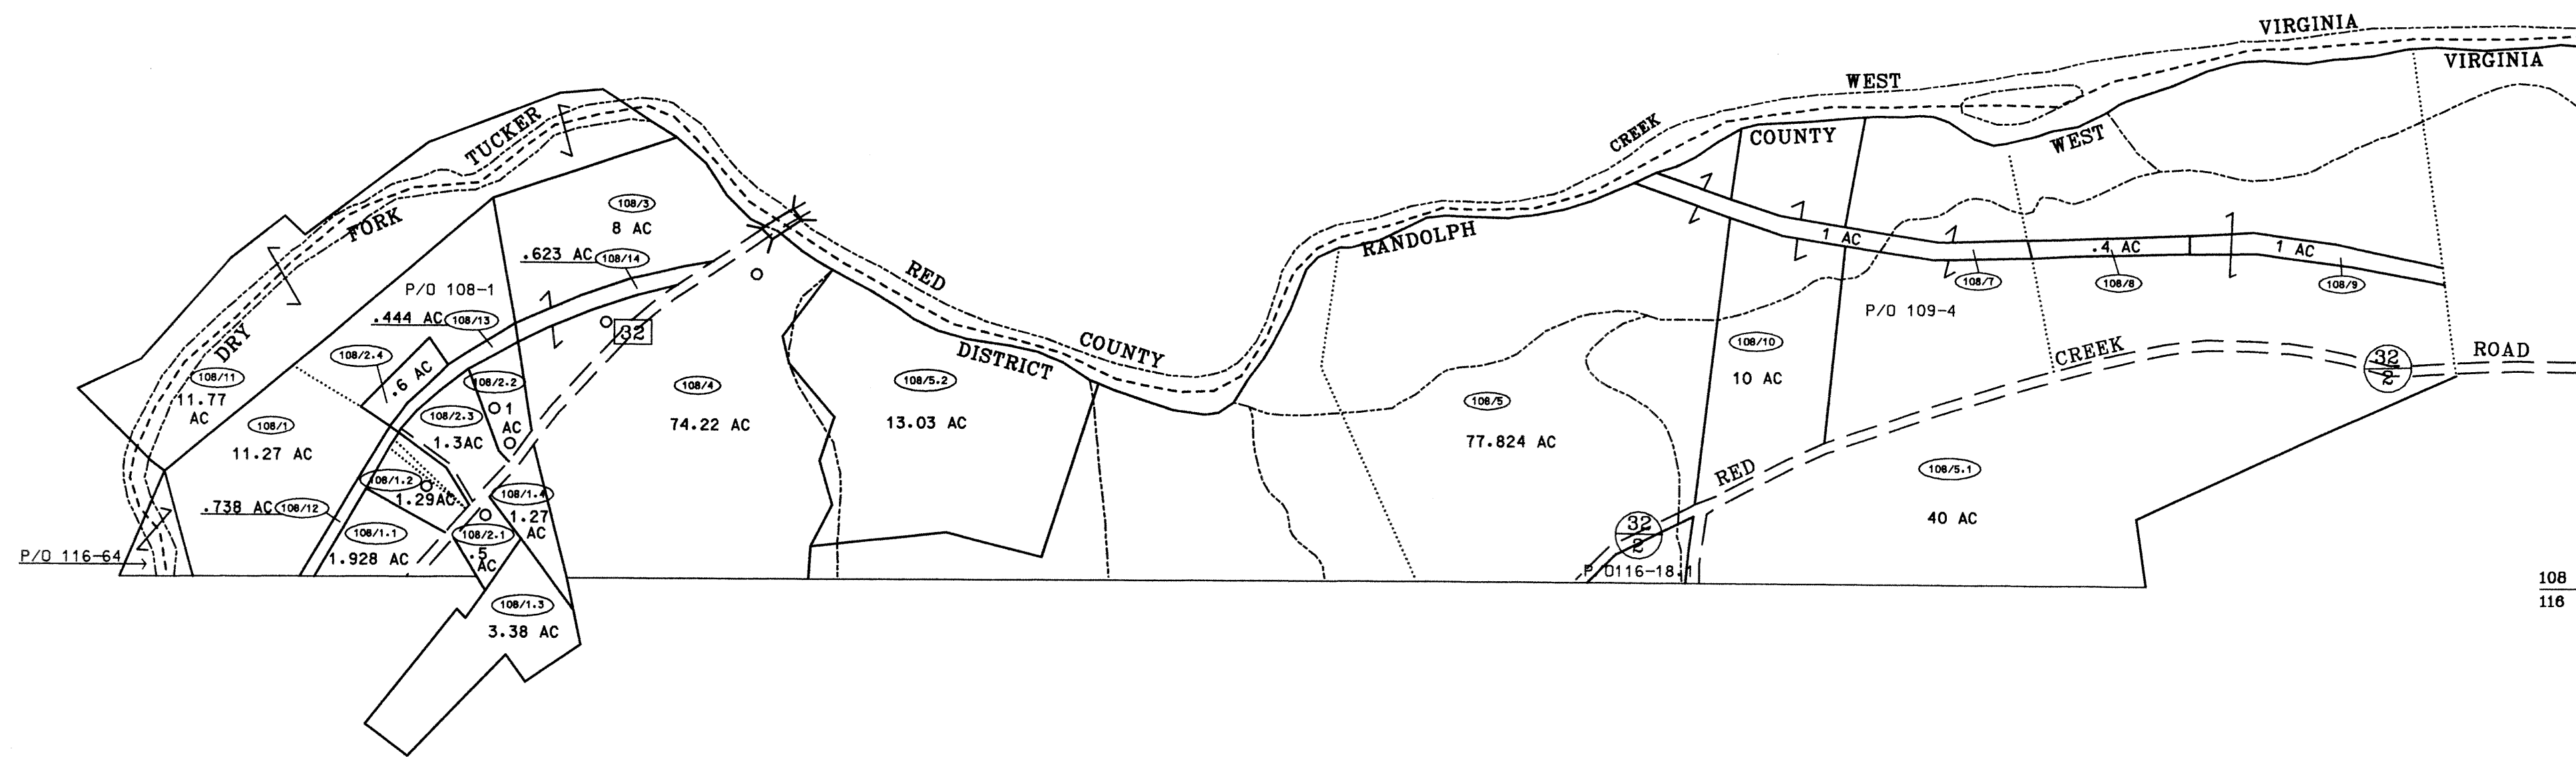 VIRGINIA
VIRGINIA
WEST
WEST
CREEK
COUNTY
TUCKER
FORK
DRY
RED
COUNTY
DISTRICT
RANDOLPH
108/3
8 AC
.623 AC 108/14
P/O 108-1
.444 AC 108/13
32
108/2.4
.6 AC
108/11
11.77
AC
108/1
11.27 AC
108/2.2
1
AC
108/2.3
1.3AC
108/4
74.22 AC
108/5.2
13.03 AC
108/5
77.824 AC
1 AC
.4 AC
1 AC
108/7
108/8
108/9
P/O 109-4
108/10
10 AC
CREEK
32
2
ROAD
RED
108/5.1
40 AC
108/1.2
1.29AC
108/1.4
1.27
AC
.738 AC 108/12
108/1.1
1.928 AC
108/2.1
.5
AC
P/O 116-64
32
2
P/O116-18.1
108/1.3
3.38 AC
108
116